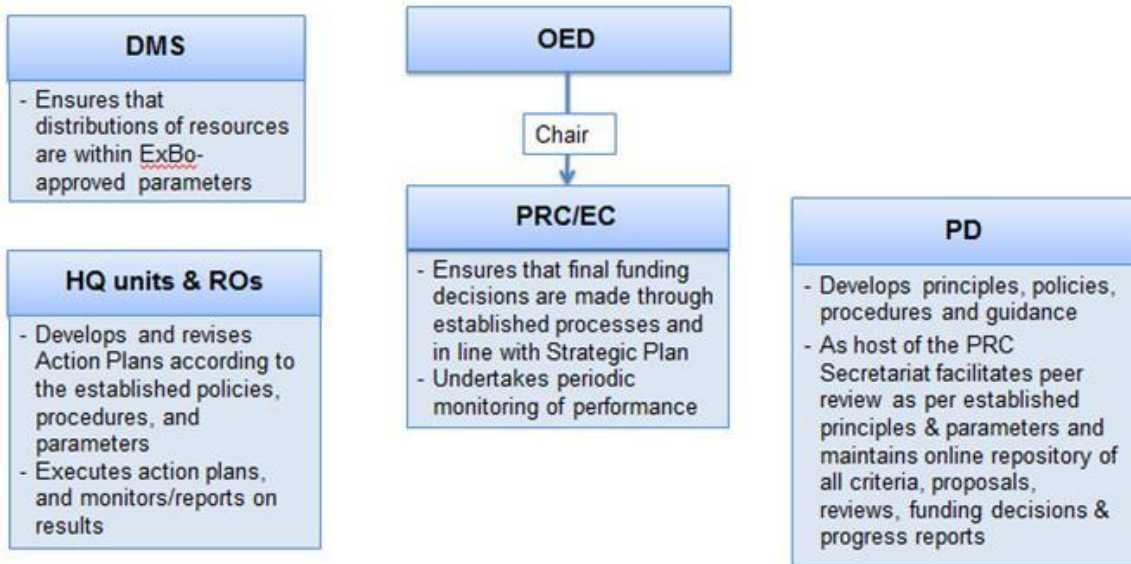 DMS
- Ensures that
distributions of resources
are within ExBo-
approved parameters
OED
Chair
PRC/EC
- Ensures that final funding
decisions are made through
established processes and
in line with Strategic Plan
- Undertakes periodic
monitoring of performance
HQ units & ROs
- Develops and revises
Action Plans according to
the established policies,
procedures, and
parameters
- Executes action plans,
and monitors/reports on
results
PD
- Develops principles, policies,
procedures and guidance
- As host of the PRC
Secretariat facilitates peer
review as per established
principles & parameters and
maintains online repository of
all criteria, proposals,
reviews, funding decisions &
progress reports